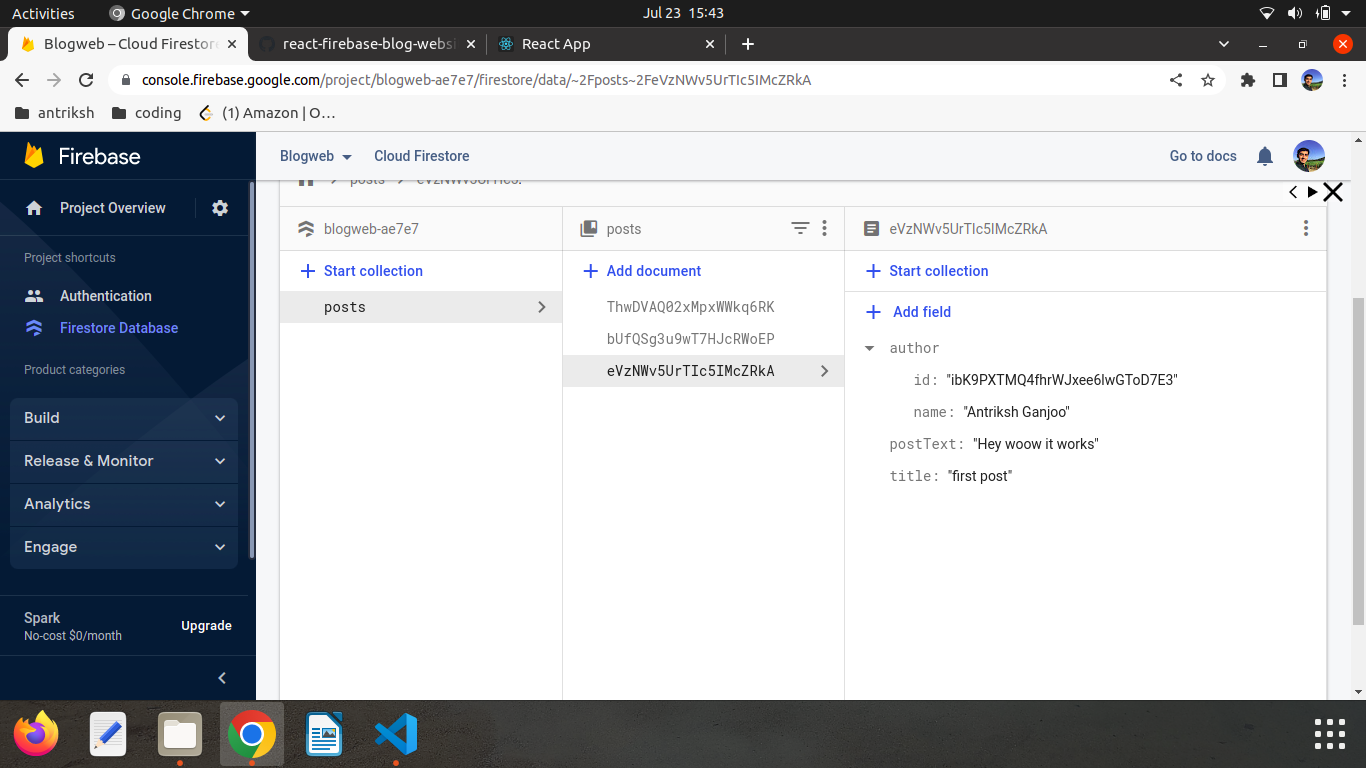 Activities
Google Chrome
Jul 23 15:43
Blogweb – Cloud Firestore
react-firebase-blog-websi
React App
console.firebase.google.com/project/blogweb-ae7e7/firestore/data/~2Fposts~2FeVzNWv5UrTIc5IMcZRkA
antriksh
coding
(1) Amazon | O…
Firebase
Blogweb
Cloud Firestore
Go to docs
Project Overview
Project shortcuts
Authentication
Firestore Database
Product categories
Build
Release & Monitor
Analytics
Engage
Spark
No-cost $0/month
Upgrade
posts
blogweb-ae7e7
Start collection
posts
posts
Add document
ThwDVAQ02xMpxWWkq6RK
bUfQSg3u9wT7HJcRWoEP
eVzNWv5UrTIc5IMcZRkA
eVzNWv5UrTIc5IMcZRkA
Start collection
Add field
author
id: "ibK9PXTMQ4fhrWJxee6lwGToD7E3"
name: "Antriksh Ganjoo"
postText: "Hey woow it works"
title: "first post"